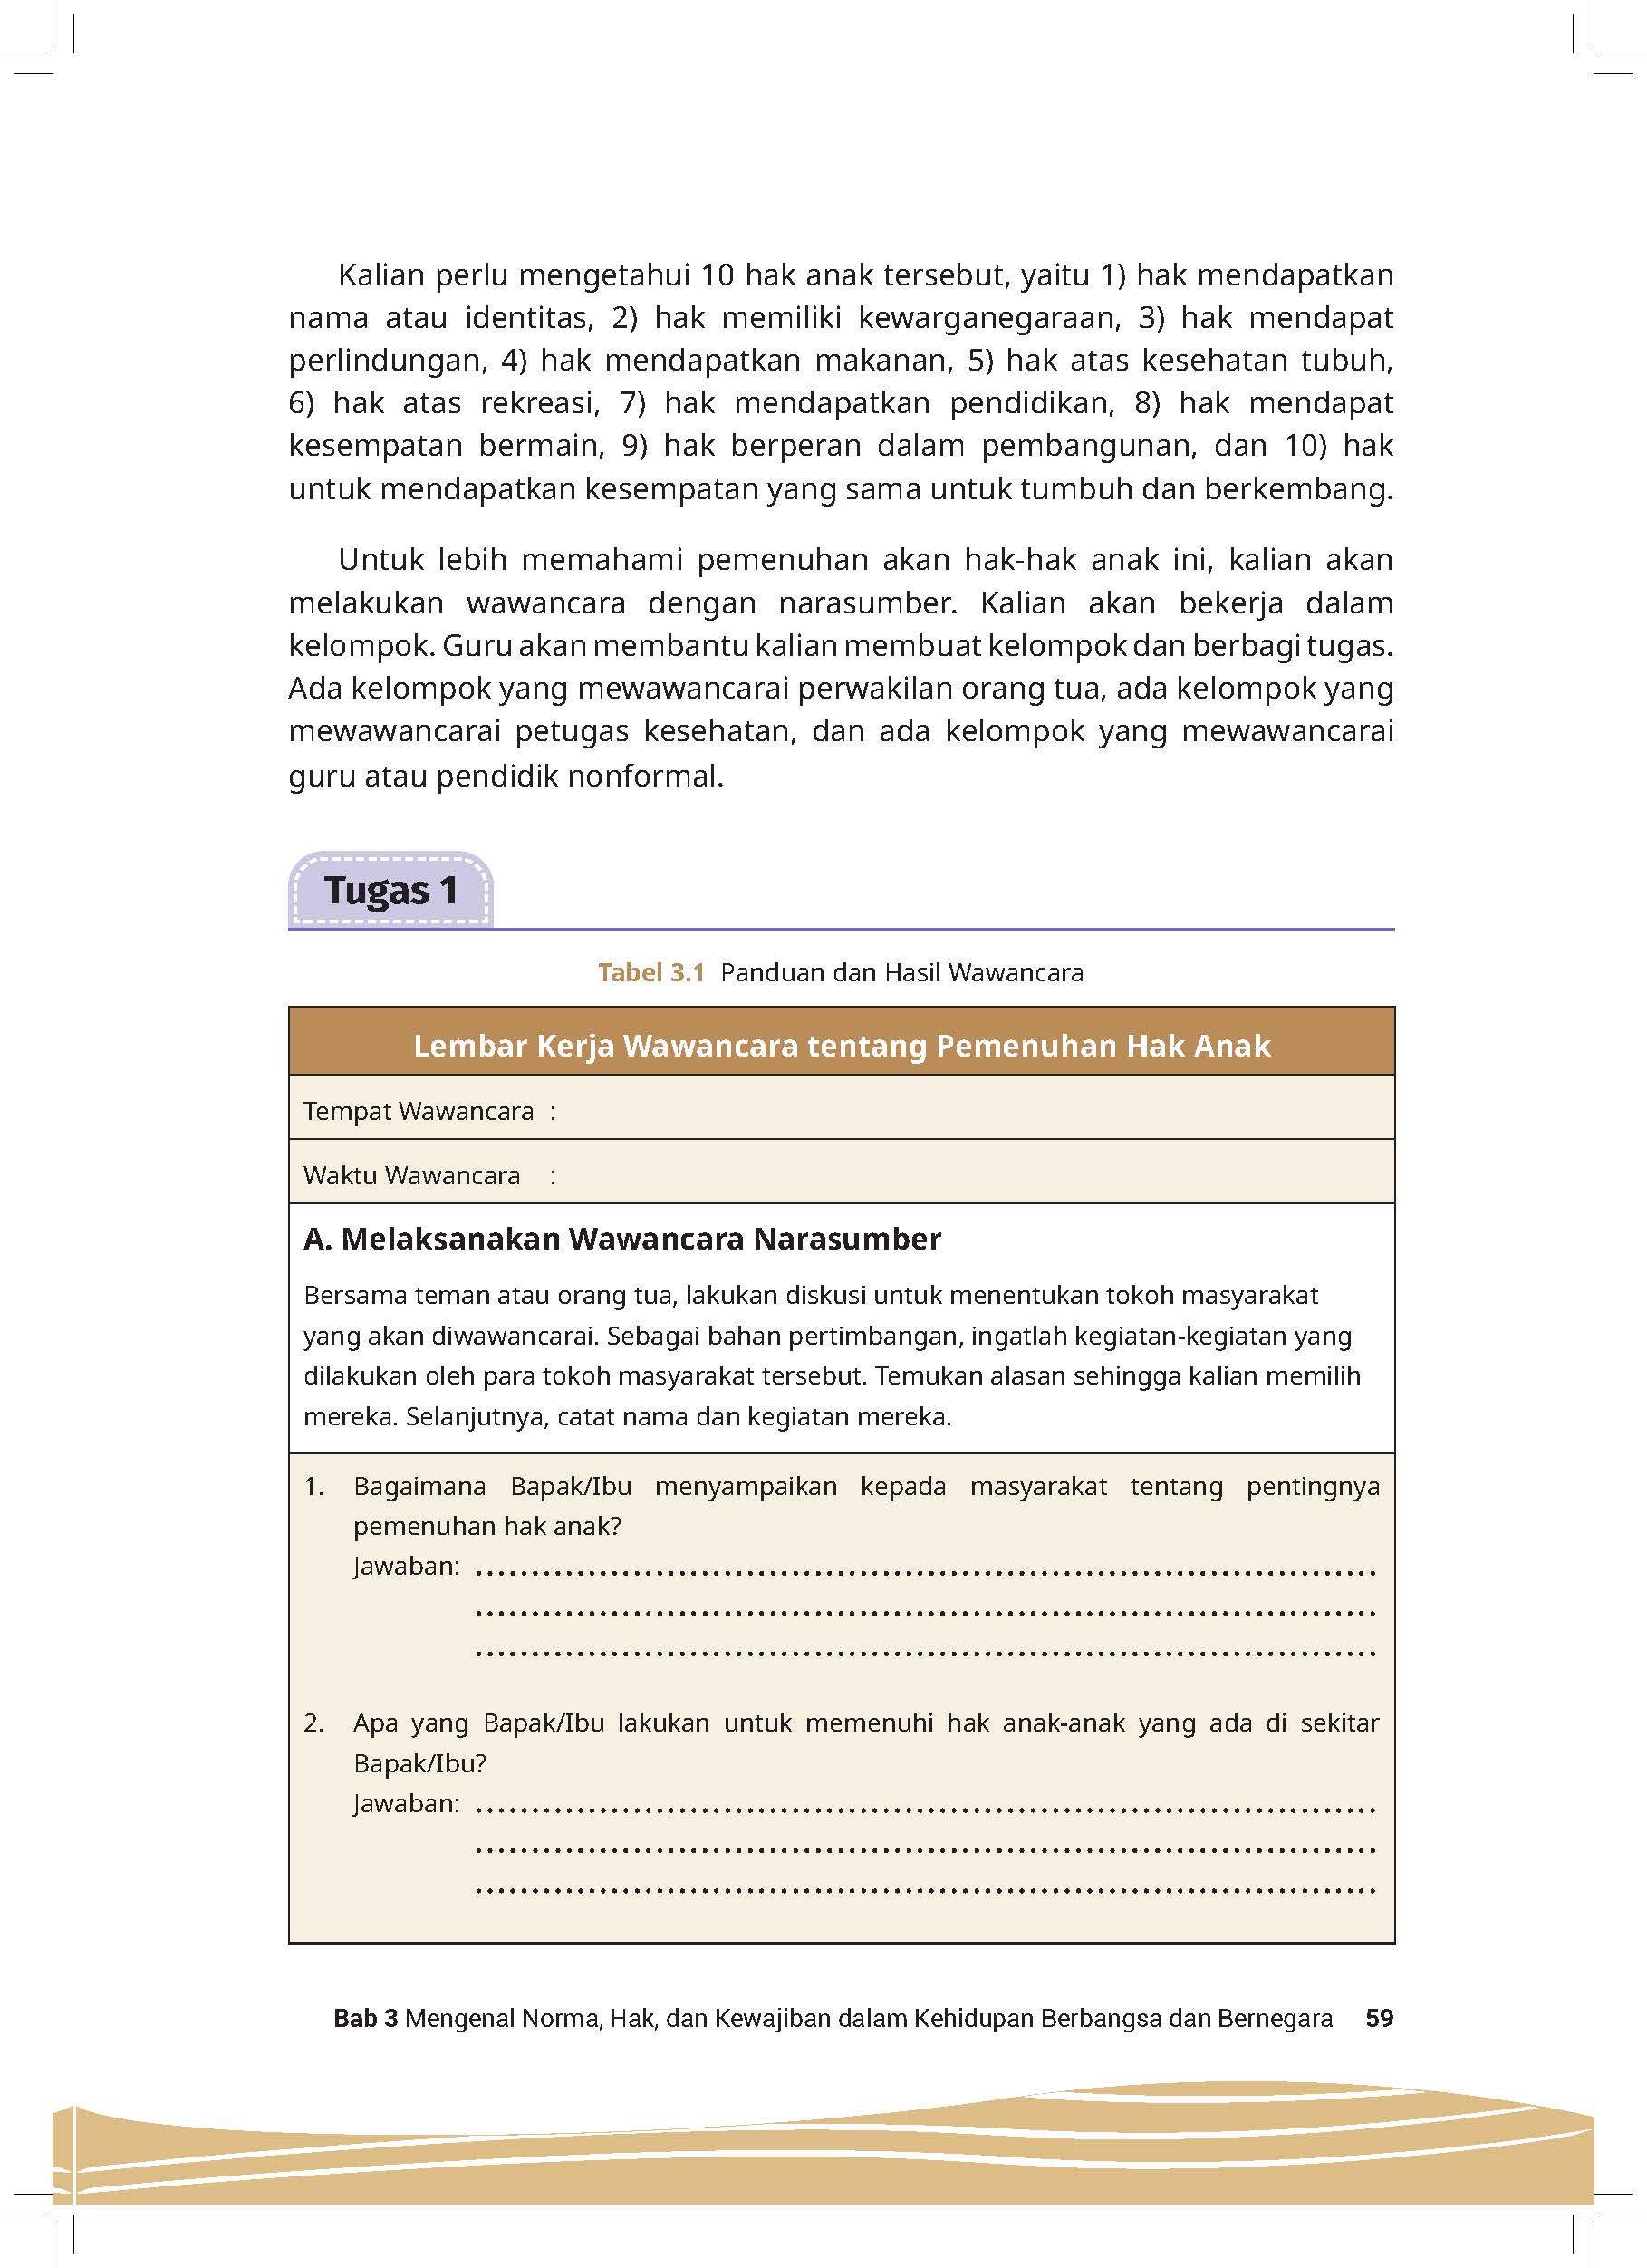 Kalian perlu mengetahui 10 hak anak tersebut, yaitu 1) hak mendapatkan
nama atau identitas, 2) hak memiliki kewarganegaraan, 3) hak mendapat
perlindungan, 4) hak mendapatkan makanan, 5) hak atas kesehatan tubuh,
6) hak atas rekreasi, 7) hak mendapatkan pendidikan, 8) hak mendapat
kesempatan bermain, 9) hak berperan dalam pembangunan, dan 10) hak
untuk mendapatkan kesempatan yang sama untuk tumbuh dan berkembang.
Untuk lebih memahami pemenuhan akan hak-hak anak ini, kalian akan
melakukan wawancara dengan narasumber. Kalian akan bekerja dalam
kelompok. Guru akan membantu kalian membuat kelompok dan berbagi tugas.
Ada kelompok yang mewawancarai perwakilan orang tua, ada kelompok yang
mewawancarai petugas kesehatan, dan ada kelompok yang mewawancarai
guru atau pendidik nonformal.
Tugas 1
Tabel 3.1 Panduan dan Hasil Wawancara
Lembar Kerja Wawancara tentang Pemenuhan Hak Anak
Tempat Wawancara :
Waktu Wawancara :
A. Melaksanakan Wawancara Narasumber
Bersama teman atau orang tua, lakukan diskusi untuk menentukan tokoh masyarakat
yang akan diwawancarai. Sebagai bahan pertimbangan, ingatlah kegiatan-kegiatan yang
dilakukan oleh para tokoh masyarakat tersebut. Temukan alasan sehingga kalian memilih
mereka. Selanjutnya, catat nama dan kegiatan mereka.
1. Bagaimana Bapak/Ibu menyampaikan kepada masyarakat tentang pentingnya
pemenuhan hak anak?
Jawaban: ................................................................................
................................................................................
................................................................................
2. Apa yang Bapak/Ibu lakukan untuk memenuhi hak anak-anak yang ada di sekitar
Bapak/Ibu?
Jawaban: ................................................................................
................................................................................
................................................................................
Bab 3 Mengenal Norma, Hak, dan Kewajiban dalam Kehidupan Berbangsa dan Bernegara 59